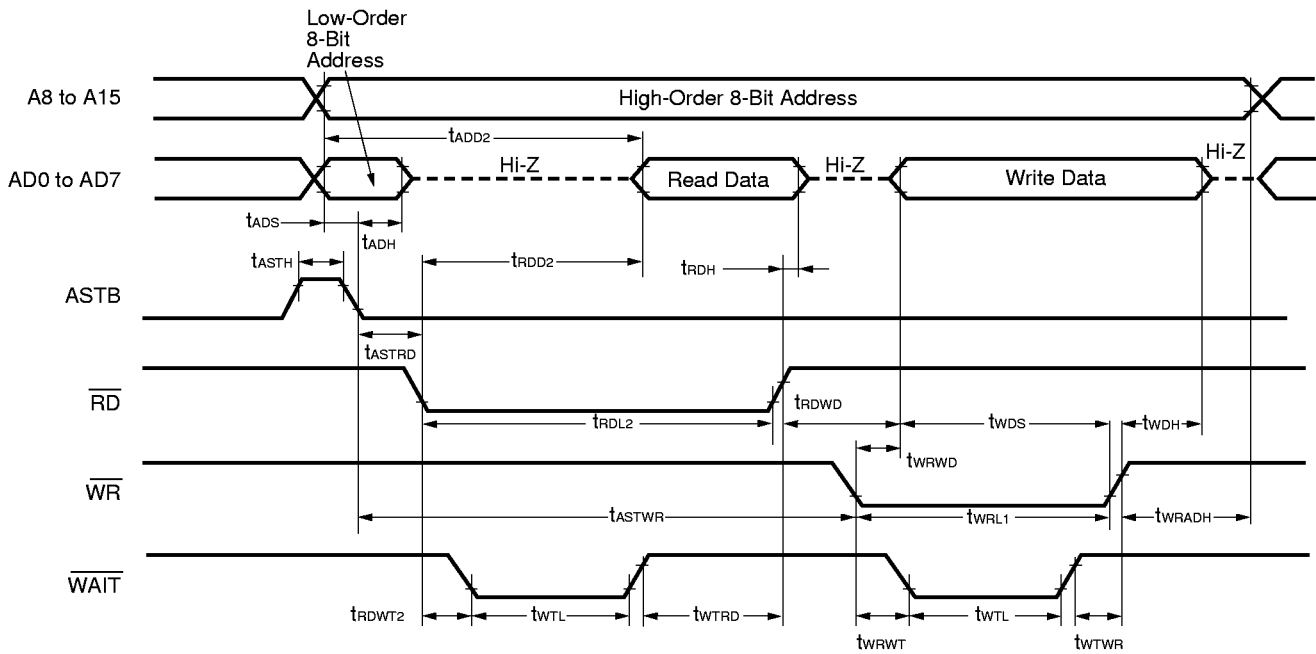 Low-Order
8-Bit
Address
A8 to A15
High-Order 8-Bit Address
tADD2
AD0 to AD7
Hi-Z
Read Data
Hi-Z
Write Data
Hi-Z
tADS
tADH
tASTH
tRDD2
tRDH
ASTB
tASTRD
RD
tRDL2
tRDWD
tWDS
tWDH
tWRWD
WR
tASTWR
tWRL1
tWRADH
WAIT
tRDWT2
tWTL
tWTRD
tWRWT
tWTL
tWTWR